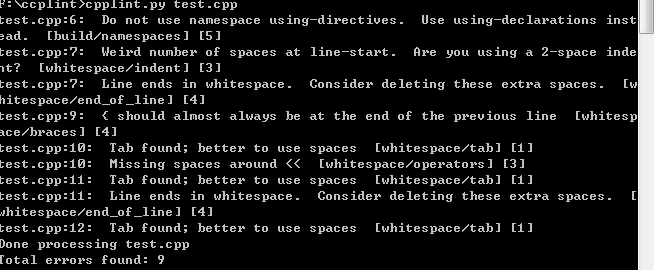 F:\ccplint>cpplint.py test.cpp
test.cpp:6:  Do not use namespace using-directives.  Use using-declarations inst
ead.  [build/namespaces] [5]
test.cpp:7:  Weird number of spaces at line-start.  Are you using a 2-space inde
nt?  [whitespace/indent] [3]
test.cpp:7:  Line ends in whitespace.  Consider deleting these extra spaces.  [w
hitespace/end_of_line] [4]
test.cpp:9:  { should almost always be at the end of the previous line  [whitesp
ace/braces] [4]
test.cpp:10:  Tab found; better to use spaces  [whitespace/tab] [1]
test.cpp:10:  Missing spaces around <<  [whitespace/operators] [3]
test.cpp:11:  Tab found; better to use spaces  [whitespace/tab] [1]
test.cpp:11:  Line ends in whitespace.  Consider deleting these extra spaces.  [
whitespace/end_of_line] [4]
test.cpp:12:  Tab found; better to use spaces  [whitespace/tab] [1]
Done processing test.cpp
Total errors found: 9